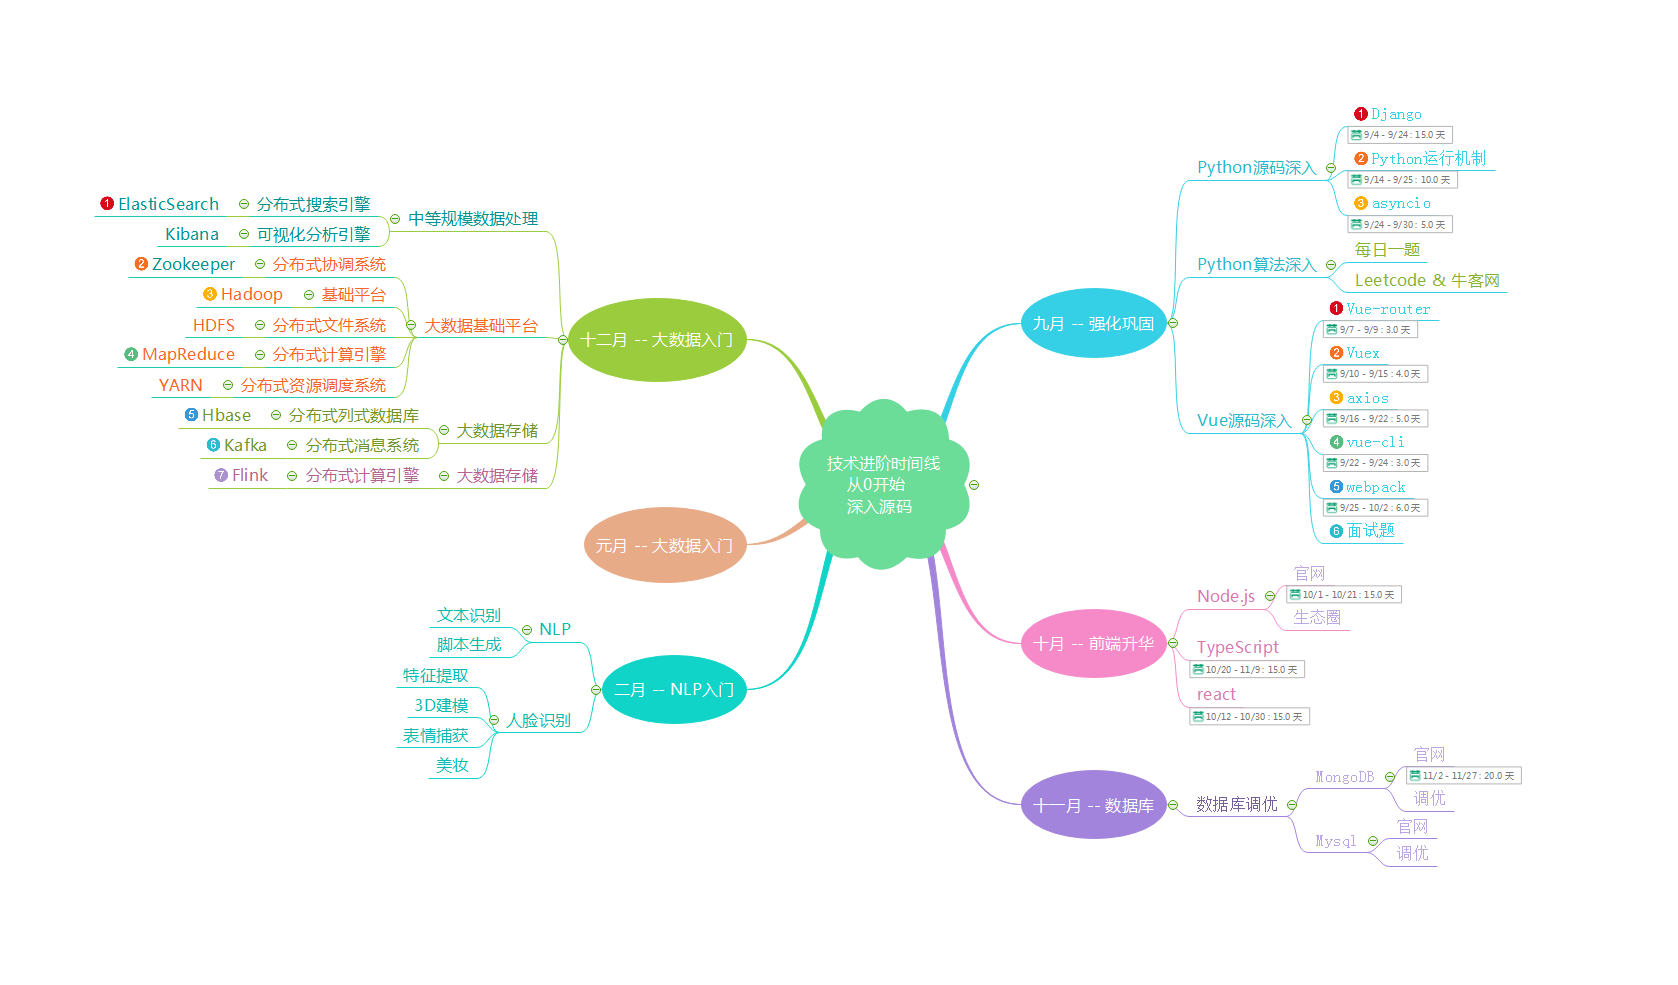 技术进阶时间线
从0开始
深入源码
九月 -- 强化巩固
Python源码深入
1 Django
9/4 - 9/24 : 15.0 天
2 Python运行机制
9/14 - 9/25 : 10.0 天
3 asyncio
9/24 - 9/30 : 5.0 天
Python算法深入
每日一题
Leetcode & 牛客网
Vue源码深入
1 Vue-router
9/7 - 9/9 : 3.0 天
2 Vuex
9/10 - 9/15 : 4.0 天
3 axios
9/16 - 9/22 : 5.0 天
4 vue-cli
9/22 - 9/24 : 3.0 天
5 webpack
9/25 - 10/2 : 6.0 天
6 面试题
十月 -- 前端升华
Node.js
官网
10/1 - 10/21 : 15.0 天
生态圈
TypeScript
10/20 - 11/9 : 15.0 天
react
10/12 - 10/30 : 15.0 天
十一月 -- 数据库
数据库调优
MongoDB
官网
11/2 - 11/27 : 20.0 天
调优
Mysql
官网
调优
十二月 -- 大数据入门
中等规模数据处理
分布式搜索引擎
1 ElasticSearch
可视化分析引擎
Kibana
大数据基础平台
分布式协调系统
2 Zookeeper
基础平台
3 Hadoop
分布式文件系统
HDFS
分布式计算引擎
4 MapReduce
分布式资源调度系统
YARN
大数据存储
分布式列式数据库
5 Hbase
分布式消息系统
6 Kafka
大数据存储
分布式计算引擎
7 Flink
元月 -- 大数据入门
二月 -- NLP入门
NLP
文本识别
脚本生成
人脸识别
特征提取
3D建模
表情捕获
美妆